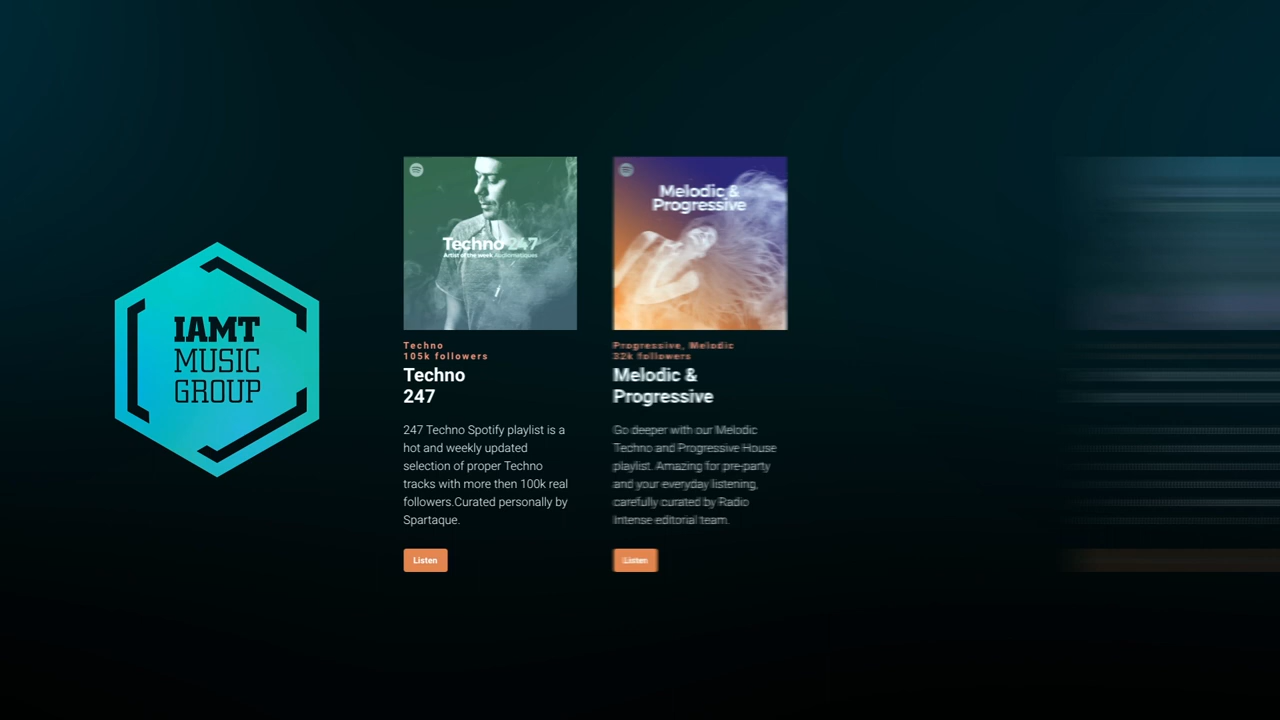 IAMT
MUSIC
GROUP
Techno 247
Artist of the week Audiometiques
Techno
105k followers
Techno
247
247 Techno Spotify playlist is a
hot and weekly updated
selection of proper Techno
tracks with more then 100k real
followers.Curated personally by
Spartaque.
Listen
Melodic &
Progressive
Progressive, Melodic
32k followers
Melodic &
Progressive
Go deeper with our Melodic
Techno and Progressive House
playlist. Amazing for pre-party
and your everyday listening,
carefully curated by Radio
Intense editorial team.
Listen